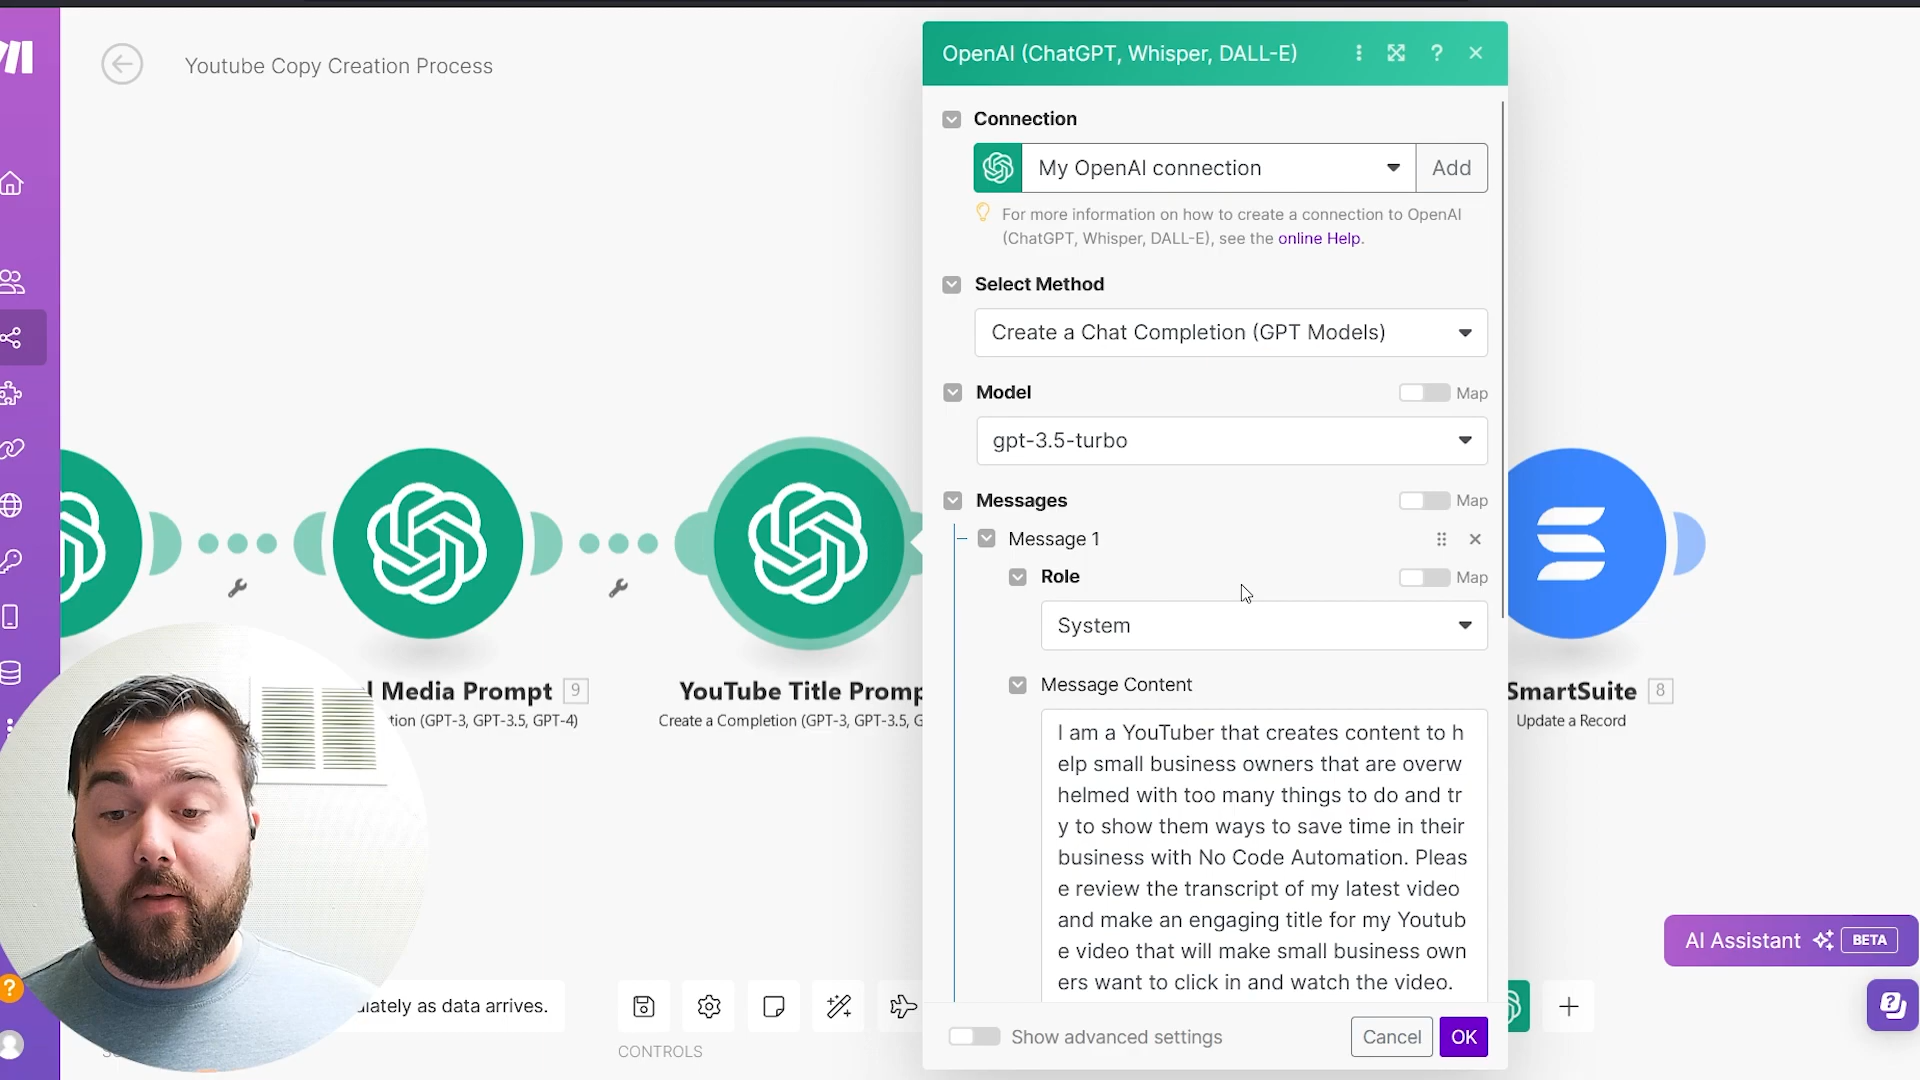 Youtube Copy Creation Process
OpenAI (ChatGPT, Whisper, DALL-E)
?
Connection
My OpenAI connection
Add
For more information on how to create a connection to OpenAI
(ChatGPT, Whisper, DALL-E), see the online Help.
Select Method
Create a Chat Completion (GPT Models)
Model
Map
gpt-3.5-turbo
Messages
Map
Message 1
Role
Map
System
Message Content
I am a YouTuber that creates content to h
elp small business owners that are overw
helmed with too many things to do and tr
y to show them ways to save time in their
business with No Code Automation. Pleas
e review the transcript of my latest video
and make an engaging title for my Youtub
e video that will make small business own
ers want to click in and watch the video.
Show advanced settings
Cancel
OK
l Media Prompt 9
tion (GPT-3, GPT-3.5, GPT-4)
YouTube Title Promp
Create a Completion (GPT-3, GPT-3.5, G
SmartSuite 8
Update a Record
AI Assistant BETA
diately as data arrives.
CONTROLS
?
?